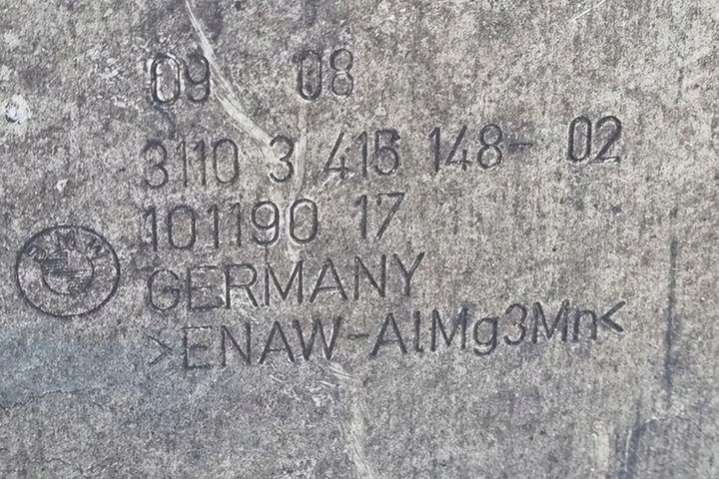 09 08
3110 3 415 148- 02
101190 17
GERMANY
>ENAW-AlMg3Mn<